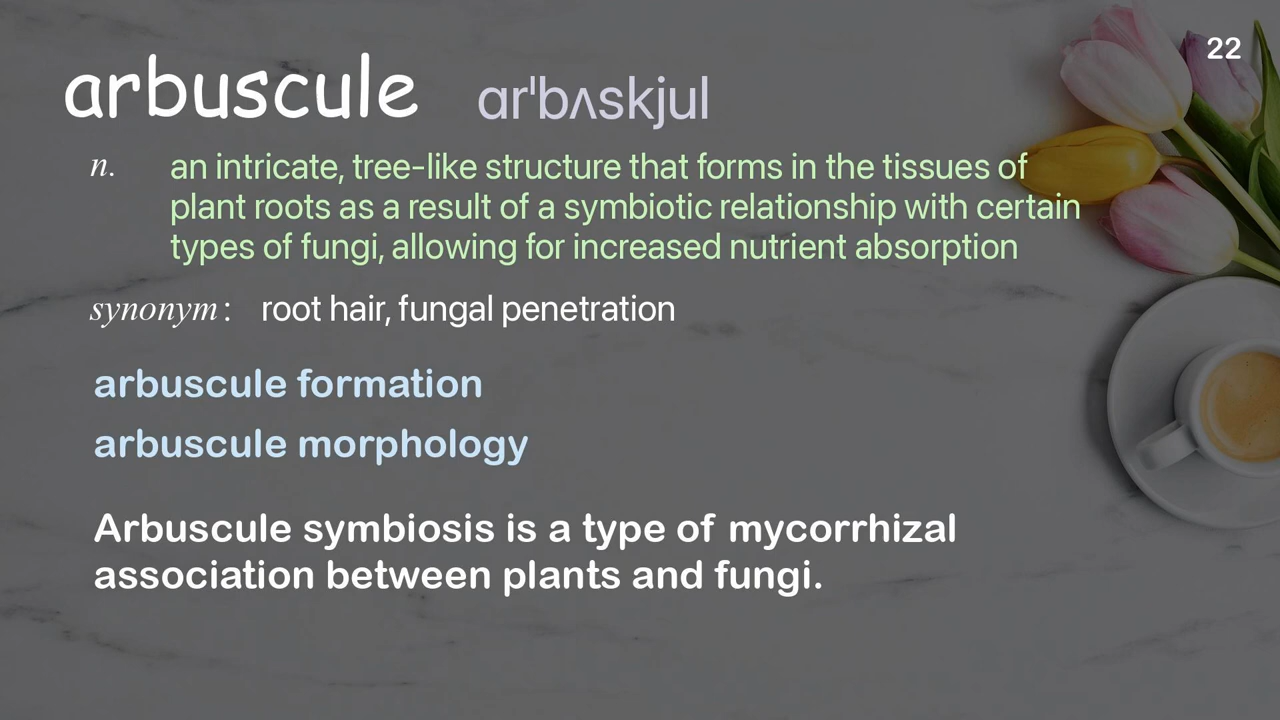 22
arbuscule ɑrˈbʌskjul
n. an intricate, tree-like structure that forms in the tissues of
plant roots as a result of a symbiotic relationship with certain
types of fungi, allowing for increased nutrient absorption
synonym: root hair, fungal penetration
arbuscule formation
arbuscule morphology
Arbuscule symbiosis is a type of mycorrhizal
association between plants and fungi.